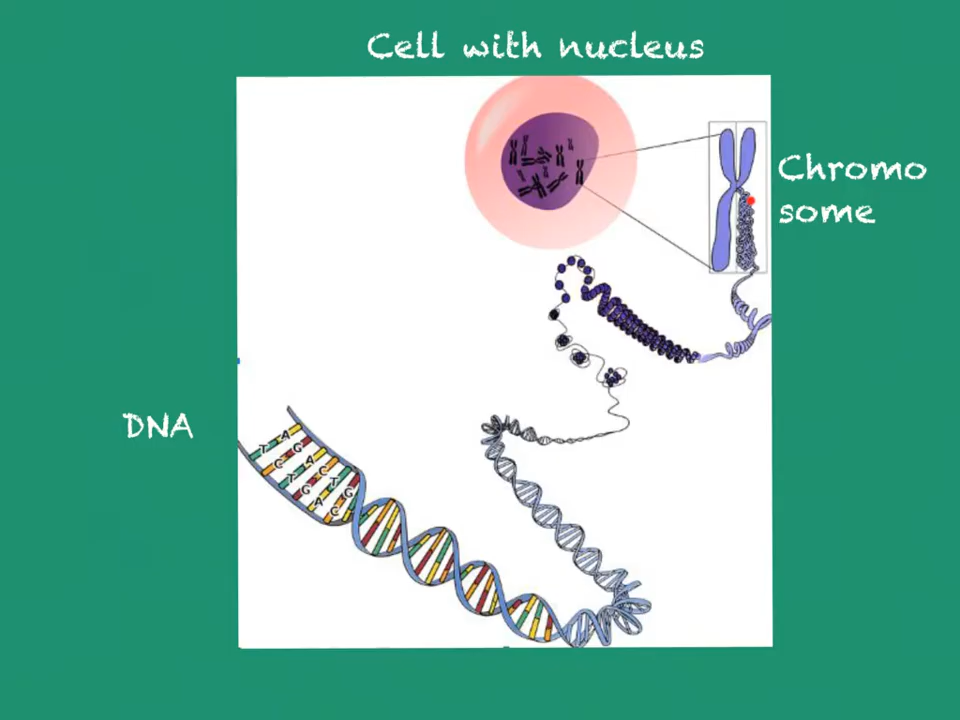 Cell with nucleus
Chromo
some
DNA
T A
C G
T A
G C
A T
C G